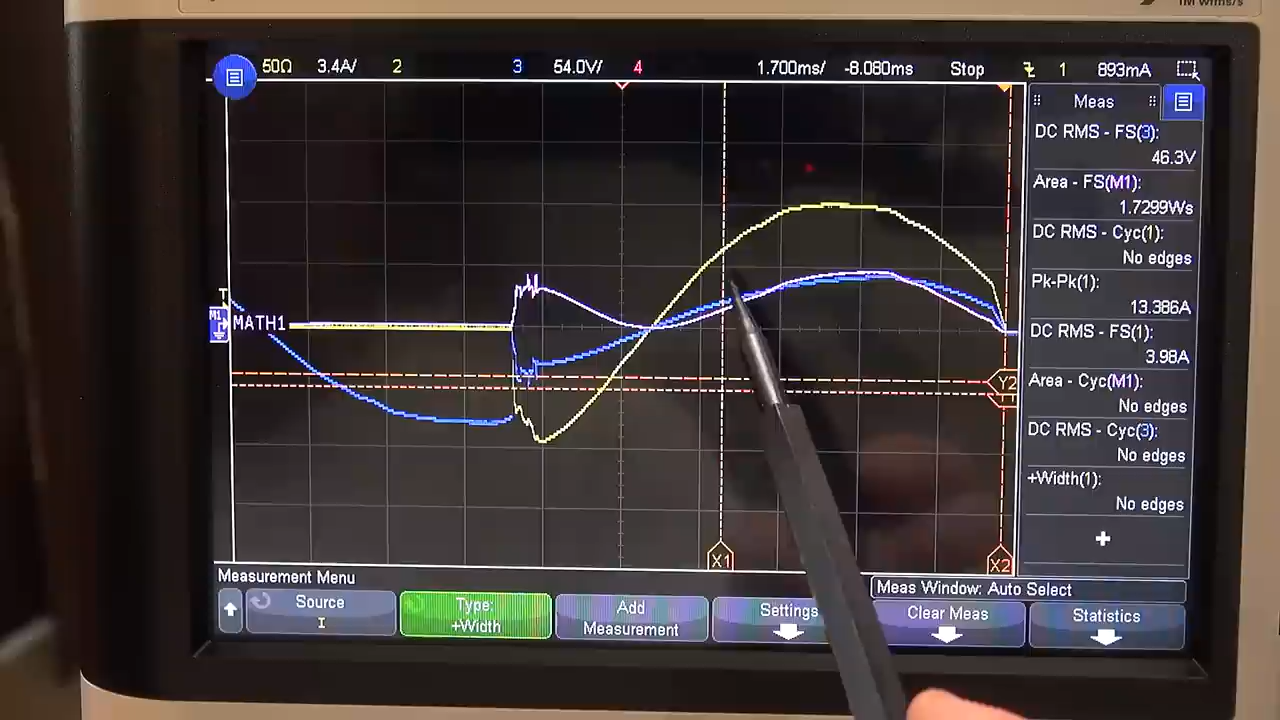 1M wfms/s
50Ω 3.4A/ 2 3 54.0V/ 4 1.700ms/ -8.080ms Stop 1 893mA
Meas
DC RMS - FS(3):
46.3V
Area - FS(M1):
1.7299Ws
DC RMS - Cyc(1):
No edges
Pk-Pk(1):
13.386A
DC RMS - FS(1):
3.98A
Area - Cyc(M1):
No edges
DC RMS - Cyc(3):
No edges
+Width(1):
No edges
+
T
M1 MATH1
Y2
X1 X2
Measurement Menu
Meas Window: Auto Select
Source
Type:
+Width
Add
Measurement
Settings
Clear Meas
Statistics